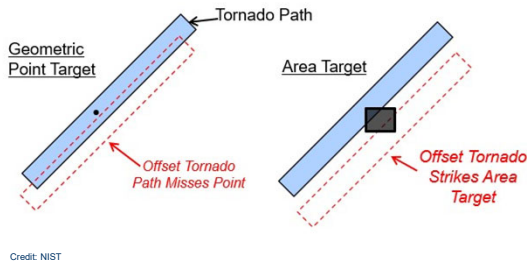 Tornado Path
Geometric
Point Target
Offset Tornado
Path Misses Point
Area Target
Offset Tornado
Strikes Area
Target
Credit: NIST